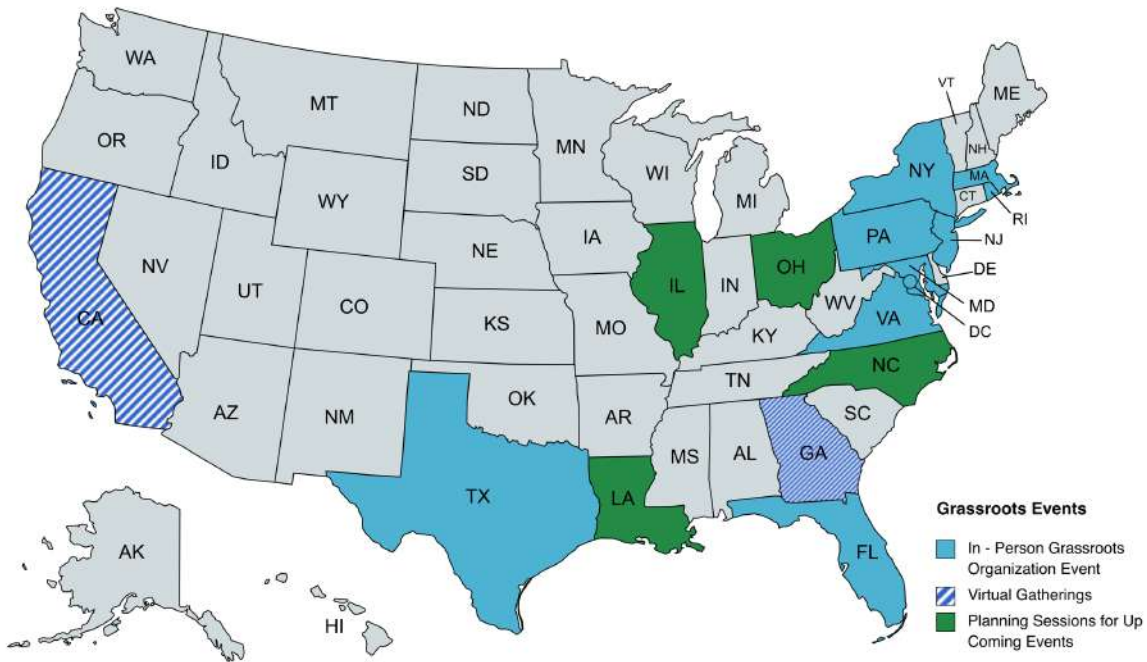 WA
MT
ND
MN
VT
ME
OR
ID
SD
WI
MI
NY
NH
MA
WY
CT
RI
IA
PA
NJ
NE
NV
UT
CO
IL
IN
OH
DE
MD
DC
WV
VA
CA
KS
MO
KY
NC
TN
AZ
NM
OK
AR
SC
MS
AL
GA
TX
LA
FL
AK
HI
Grassroots Events
In - Person Grassroots
Organization Event
Virtual Gatherings
Planning Sessions for Up
Coming Events